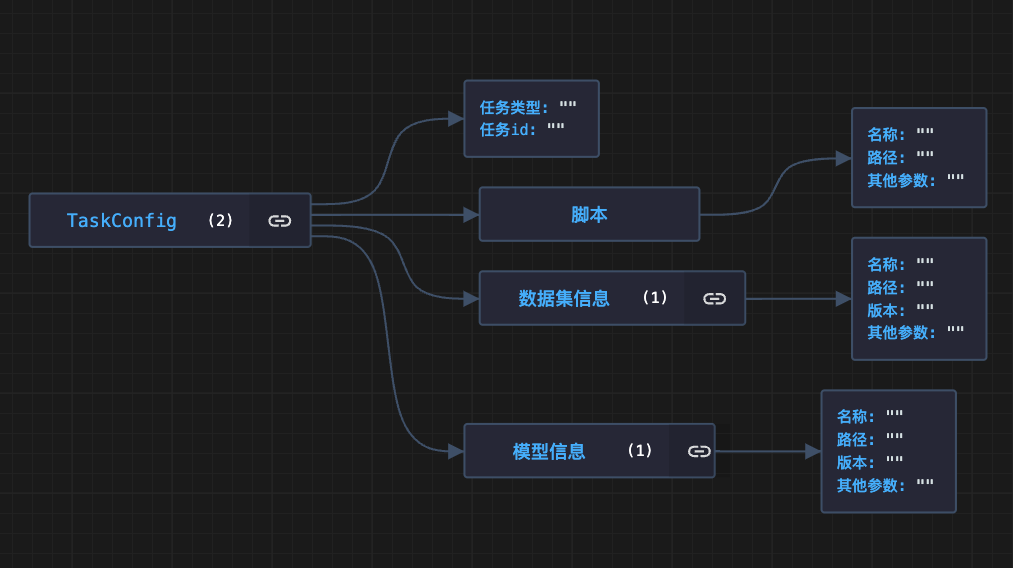 任务类型: ""
任务id: ""
名称: ""
路径: ""
其他参数: ""
TaskConfig (2)
脚本
名称: ""
路径: ""
版本: ""
其他参数: ""
数据集信息 (1)
名称: ""
路径: ""
版本: ""
其他参数: ""
模型信息 (1)